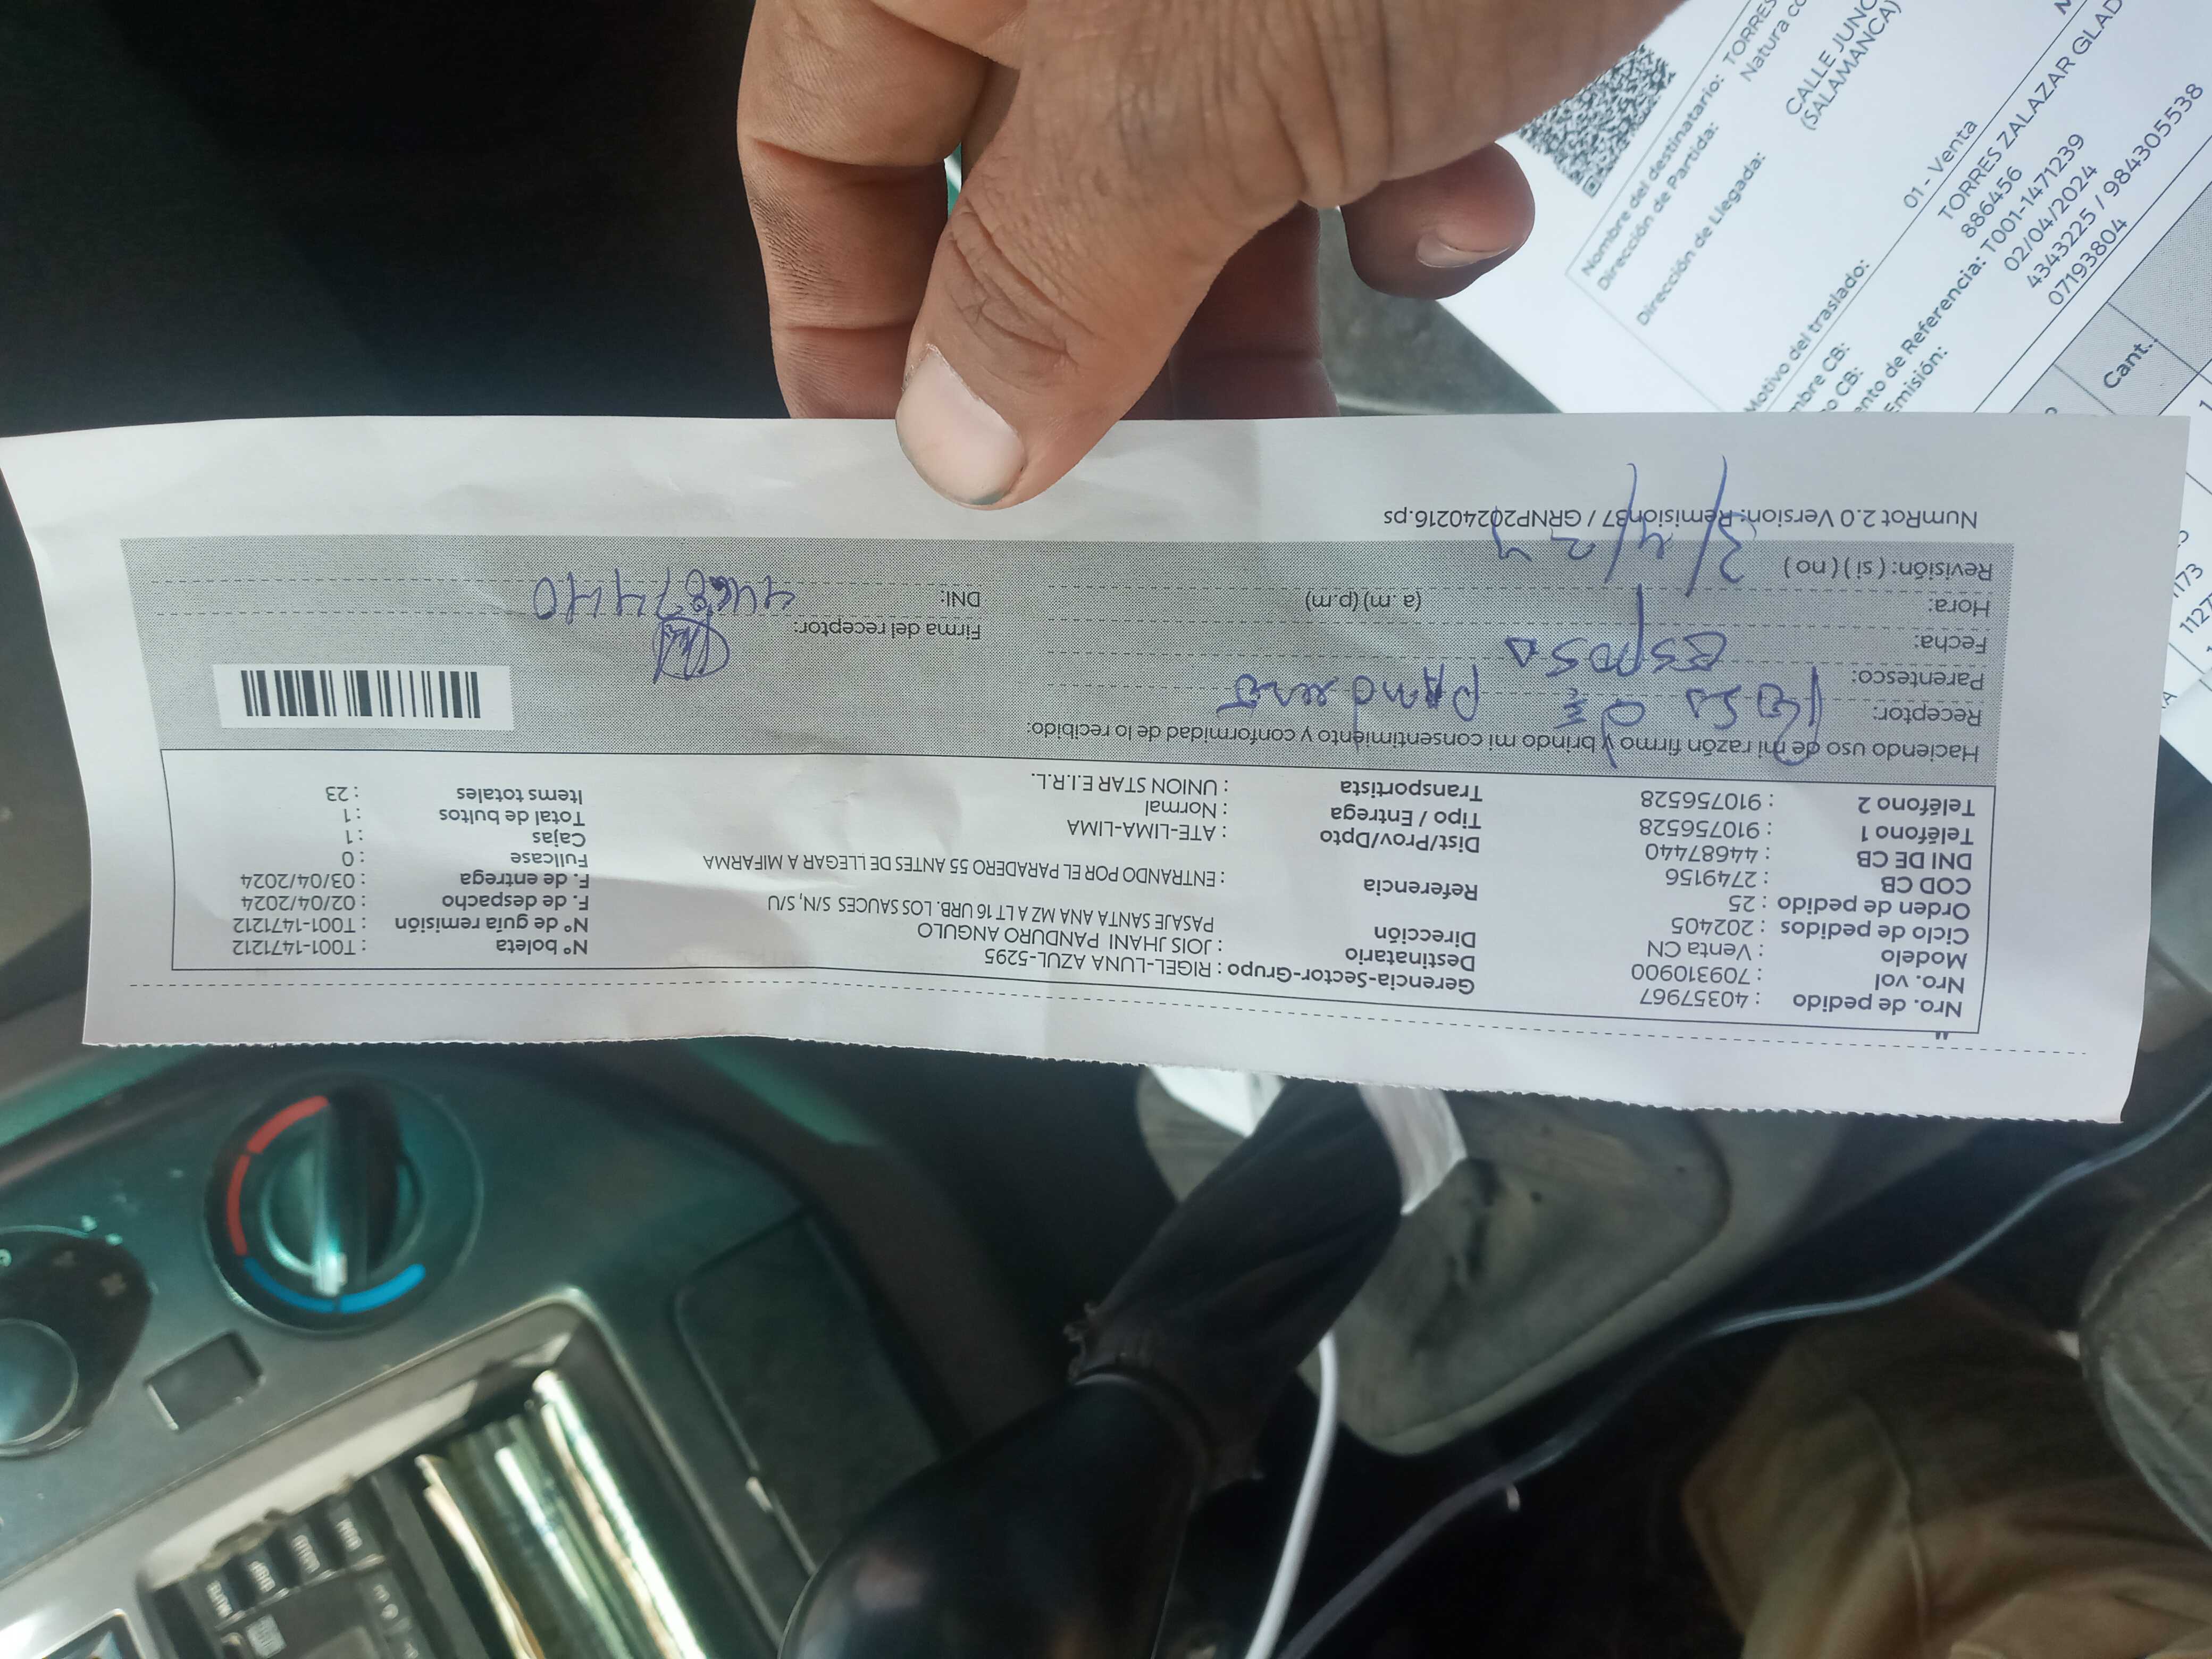 Nro. de pedido : 40357967
Nro. vol : 709310900
Modelo : Venta CN
Ciclo de pedidos : 202405
Orden de pedido : 25
COD CB : 2749156
DNI DE CB : 44687440
Teléfono 1 : 910756528
Teléfono 2 : 910756528
Gerencia-Sector-Grupo : RIGEL-LUNA AZUL-5295
Destinatario : JOIS JHANI PANDURO ANGULO
Dirección PASAJE SANTA ANA MZ A LT 16 URB. LOS SAUCES S/N, S/U
Referencia : ENTRANDO POR EL PARADERO 55 ANTES DE LLEGAR A MIFARMA
Dist/Prov/Dpto : ATE-LIMA-LIMA
Tipo / Entrega : Normal
Transportista : UNION STAR E.I.R.L.
Nº boleta : T001-1471212
Nº de guía remisión : T001-1471212
F. de despacho : 02/04/2024
F. de entrega : 03/04/2024
Fullcase : 0
Cajas : 1
Total de bultos : 1
Items totales : 23
Haciendo uso de mi razón firmo y brindo mi consentimiento y conformidad de lo recibido:
Receptor:
Parentesco: esposa
Fecha:
Hora: (a .m) (p.m)
Revisión: ( si ) ( no ) 3/4/24
Firma del receptor:
DNI: 44687440
NumRot 2.0 Version: Remision37 / GRNP20240216.ps
Nombre del destinatario: TORRES
Dirección de Partida: Natura
Dirección de Llegada: CALLE
(SALAMANCA)
Motivo del traslado: 01 - Venta
TORRES ZALAZAR GLAD
CB: 886456
de Referencia: T001-1471239
02/04/2024
4343225 / 984305538
07193804
Cant.